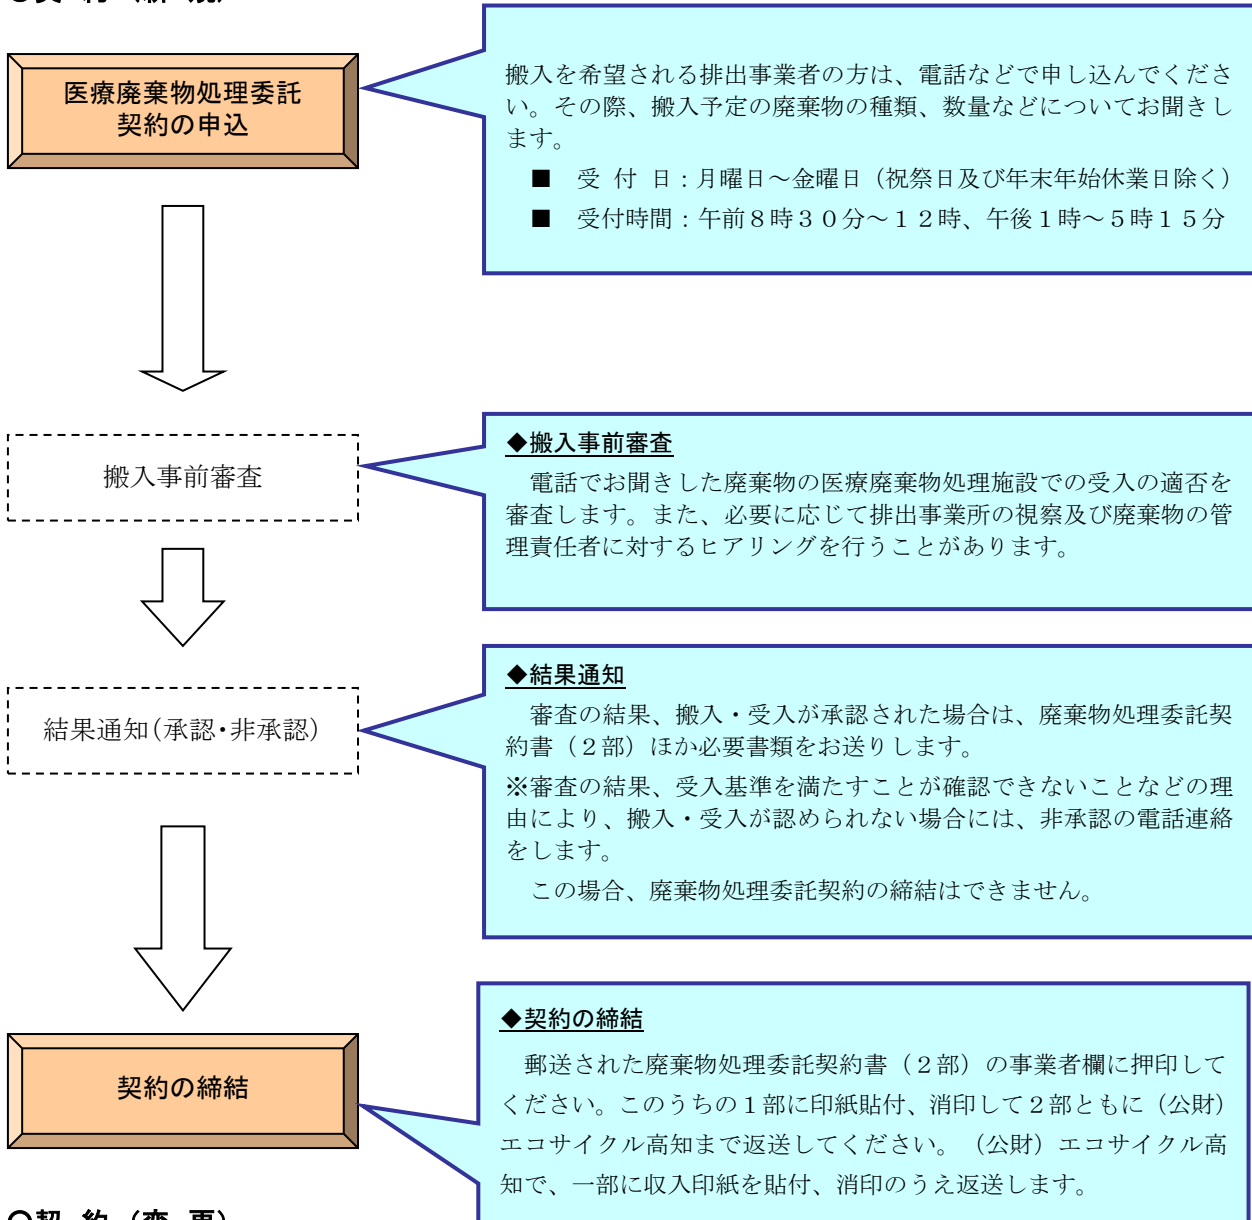 医療廃棄物処理委託
契約の申込
搬入を希望される排出事業者の方は、電話などで申し込んでくださ
い。その際、搬入予定の廃棄物の種類、数量などについてお聞きし
ます。
■ 受 付 日：月曜日～金曜日（祝祭日及び年末年始休業日除く）
■ 受付時間：午前８時３０分～１２時、午後１時～５時１５分
搬入事前審査
◆搬入事前審査
電話でお聞きした廃棄物の医療廃棄物処理施設での受入の適否を
審査します。また、必要に応じて排出事業所の視察及び廃棄物の管
理責任者に対するヒアリングを行うことがあります。
結果通知（承認・非承認）
◆結果通知
審査の結果、搬入・受入が承認された場合は、廃棄物処理委託契
約書（２部）ほか必要書類をお送りします。
※審査の結果、受入基準を満たすことが確認できないことなどの理
由により、搬入・受入が認められない場合には、非承認の電話連絡
をします。
この場合、廃棄物処理委託契約の締結はできません。
契約の締結
◆契約の締結
郵送された廃棄物処理委託契約書（２部）の事業者欄に押印して
ください。このうちの１部に印紙貼付、消印して２部ともに（公財）
エコサイクル高知まで返送してください。（公財）エコサイクル高
知で、一部に収入印紙を貼付、消印のうえ返送します。
〇契 約（変 更）